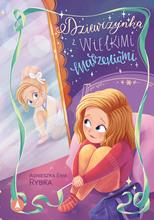 Dziewczynka
z Wielkimi
Marzeniami
Agnieszka Ewa
Rybka